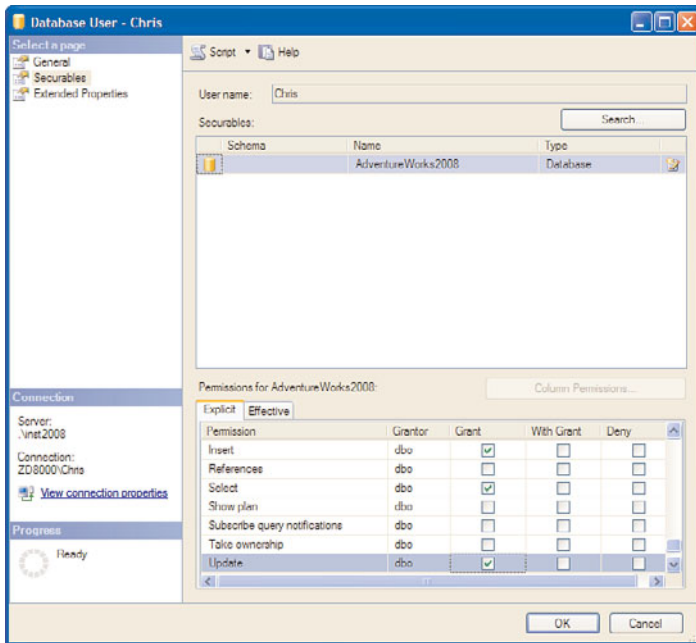 Database User - Chris
Select a page
General
Securables
Extended Properties
Script Help
User name: Chris
Securables: Search...
Schema Name Type
AdventureWorks2008 Database
Permissions for AdventureWorks2008: Column Permissions...
Explicit Effective
Permission Grantor Grant With Grant Deny
Insert dbo
References dbo
Select dbo
Show plan dbo
Subscribe query notifications dbo
Take ownership dbo
Update dbo
Connection
Server:
.\inst2008
Connection:
ZD8000\Chris
View connection properties
Progress
Ready
OK Cancel